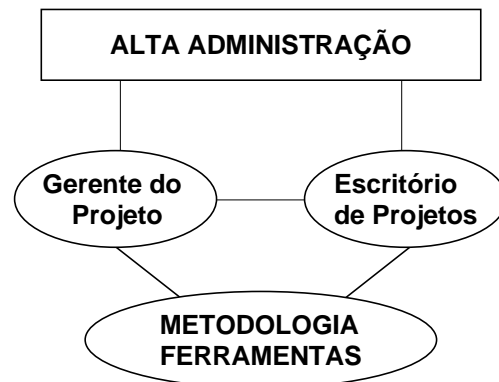 ALTA ADMINISTRAÇÃO
Gerente do
Projeto
Escritório
de Projetos
METODOLOGIA
FERRAMENTAS